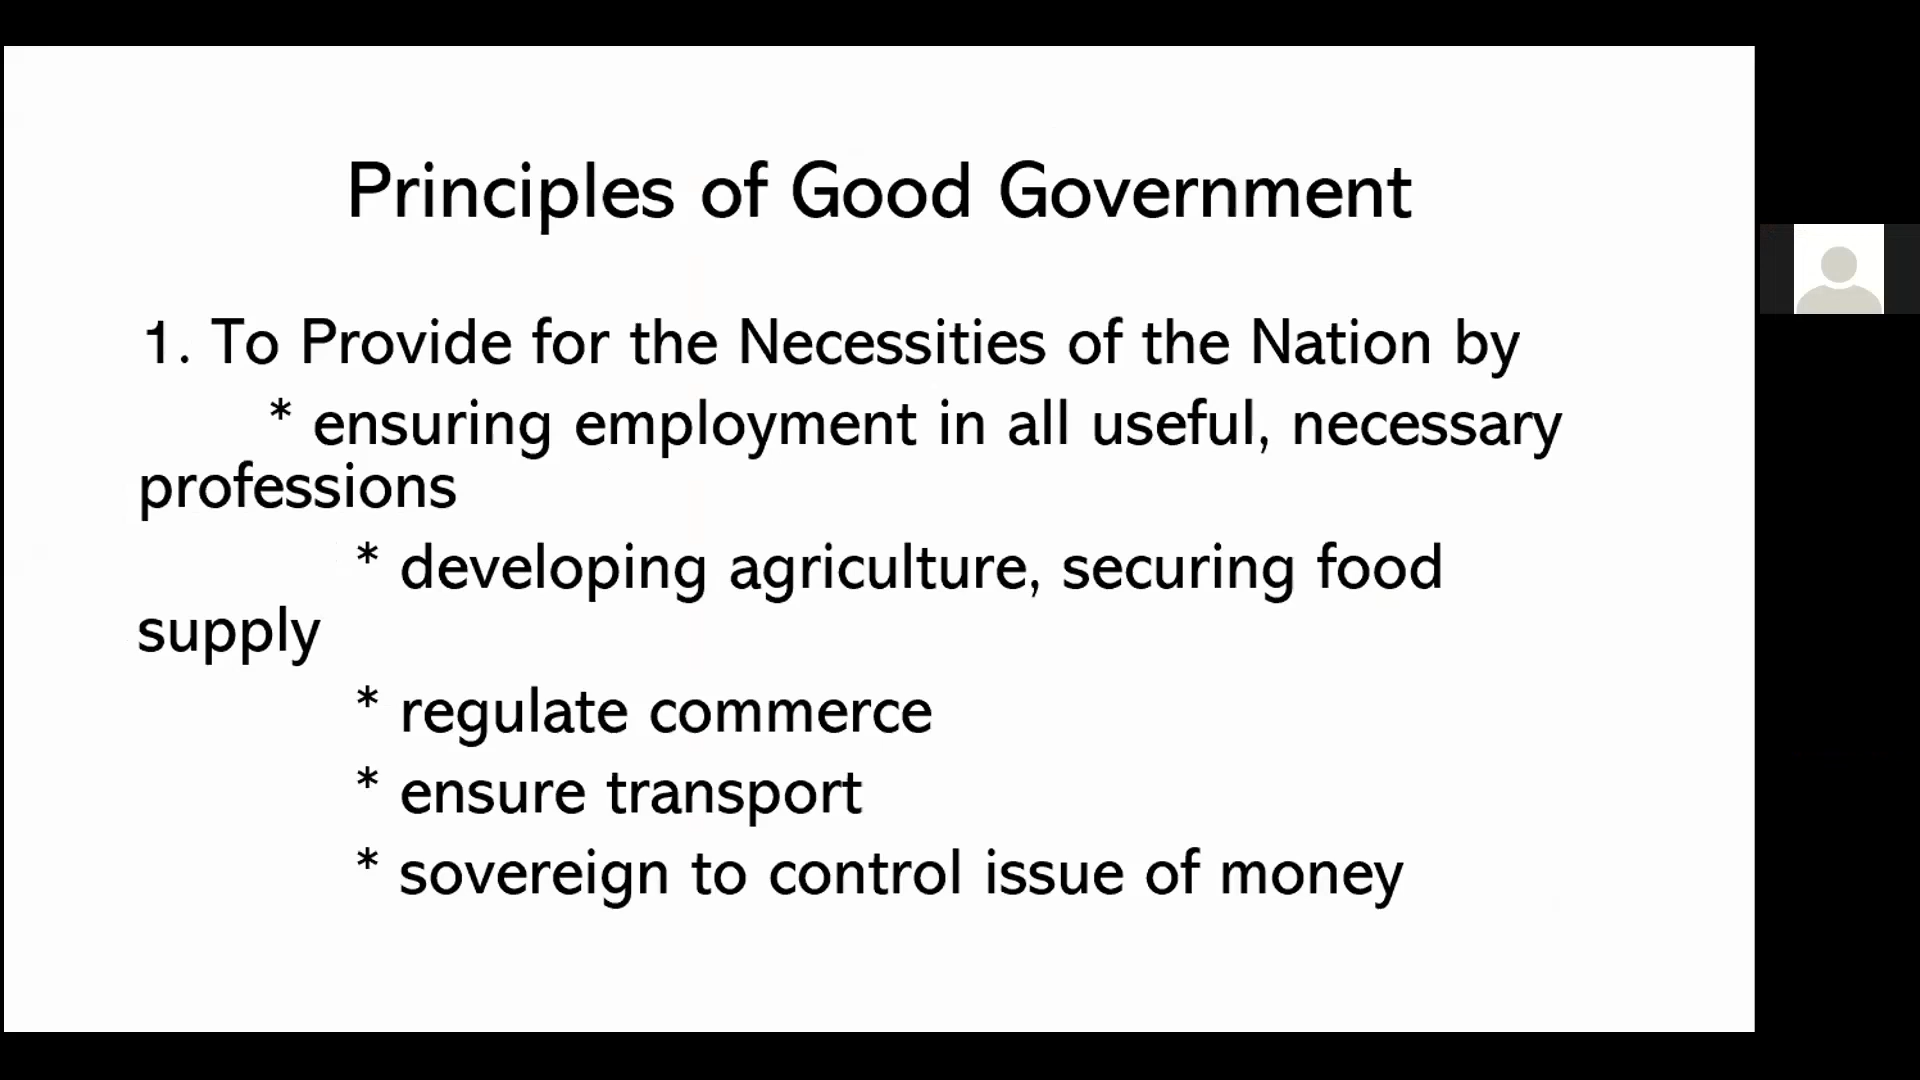 Principles of Good Government
1. To Provide for the Necessities of the Nation by
* ensuring employment in all useful, necessary
professions
* developing agriculture, securing food
supply
* regulate commerce
* ensure transport
* sovereign to control issue of money